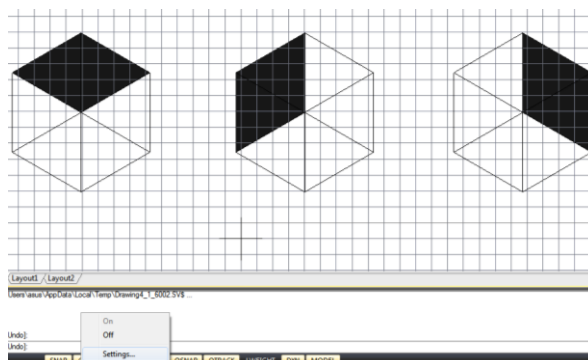 Layout1 / Layout2
Users\asus\AppData\Local\Temp\Drawing4_1_6002.SV$ ...
On
Undo]:
Off
Undo]:
Settings...
SNAP OSNAP OTRACK LWEIGHT DYN MODEL